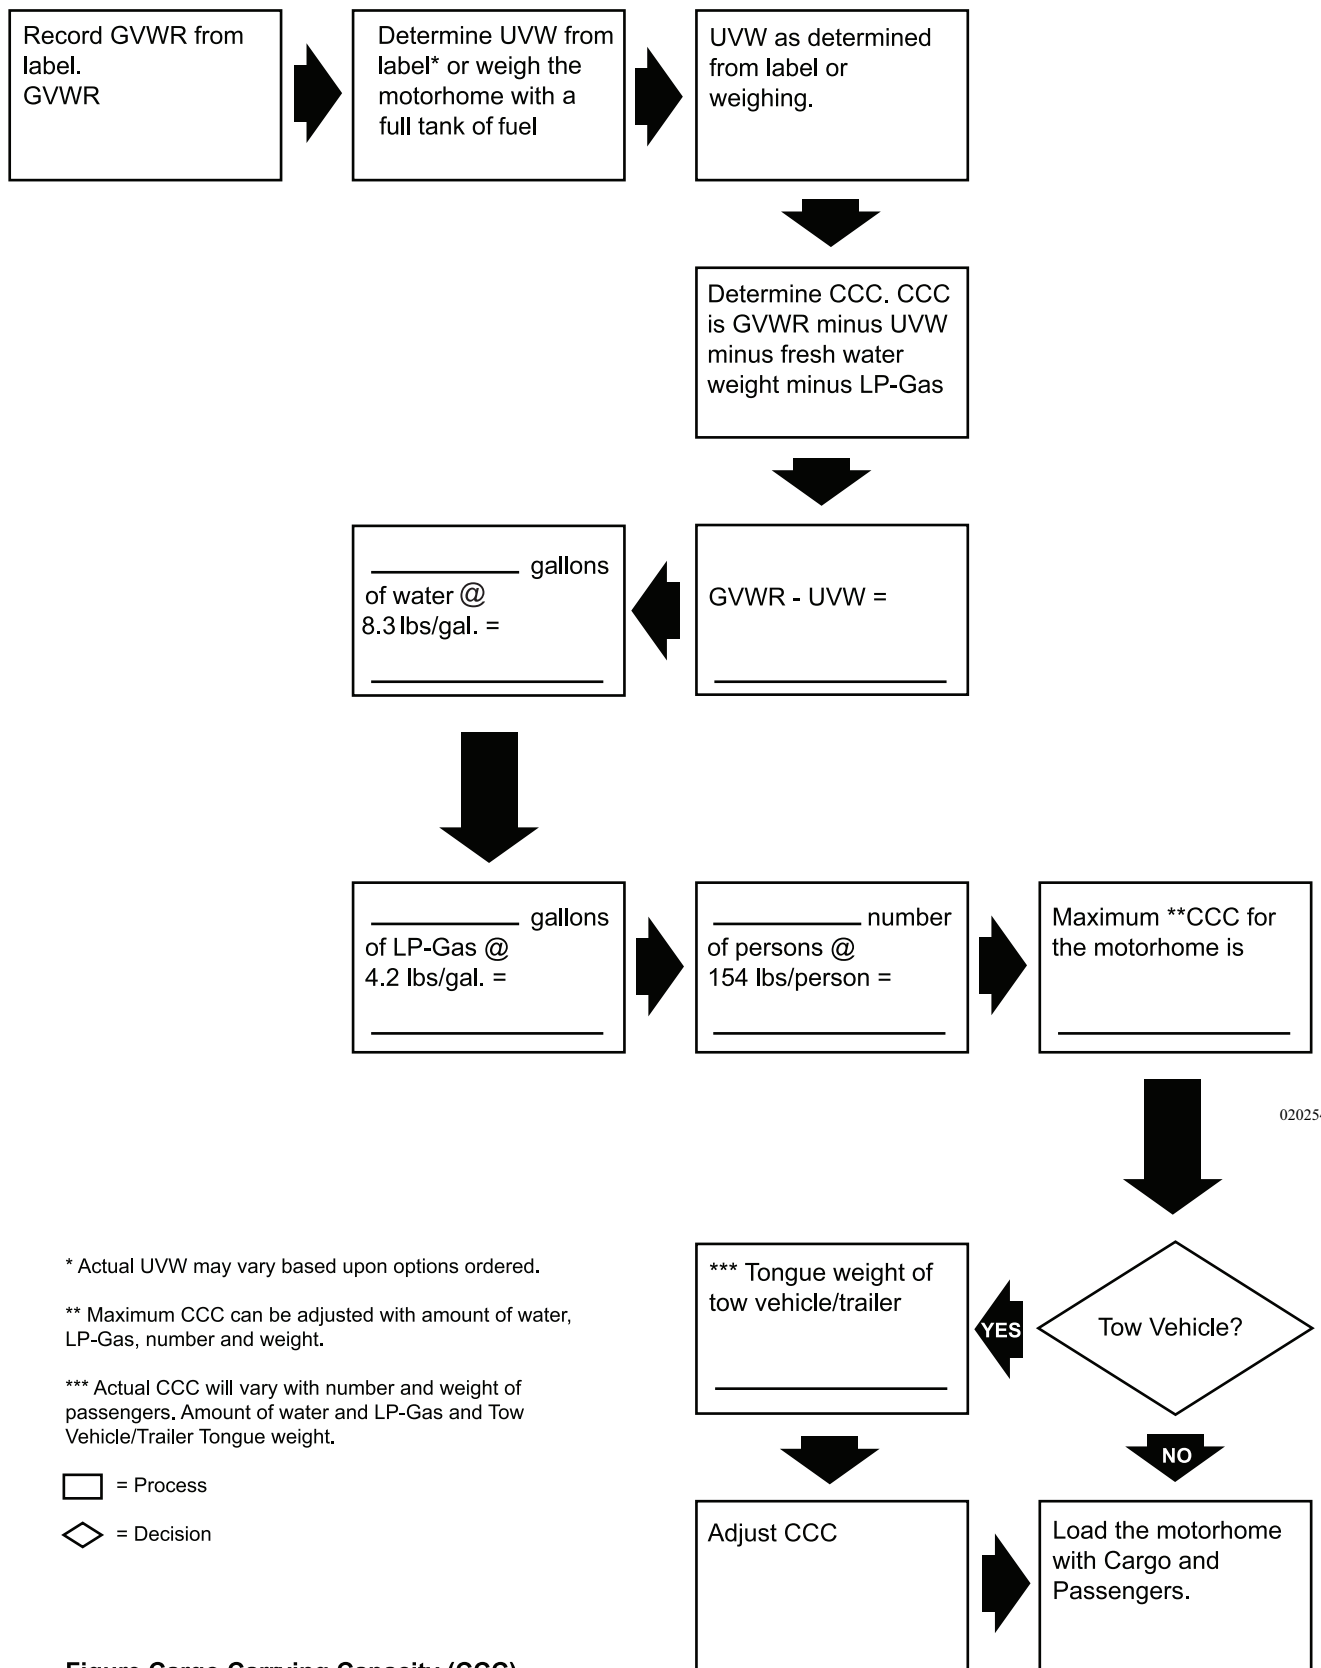 Record GVWR from
label.
GVWR
Determine UVW from
label* or weigh the
motorhome with a
full tank of fuel
UVW as determined
from label or
weighing.
Determine CCC. CCC
is GVWR minus UVW
minus fresh water
weight minus LP-Gas
GVWR - UVW =
gallons
of water @
8.3 lbs/gal. =
gallons
of LP-Gas @
4.2 lbs/gal. =
number
of persons @
154 lbs/person =
Maximum **CCC for
the motorhome is
020254
Tow Vehicle?
YES
*** Tongue weight of
tow vehicle/trailer
NO
Adjust CCC
Load the motorhome
with Cargo and
Passengers.
* Actual UVW may vary based upon options ordered.
** Maximum CCC can be adjusted with amount of water,
LP-Gas, number and weight.
*** Actual CCC will vary with number and weight of
passengers. Amount of water and LP-Gas and Tow
Vehicle/Trailer Tongue weight.
= Process
= Decision
Figure Cargo Carrying Capacity (CCC)